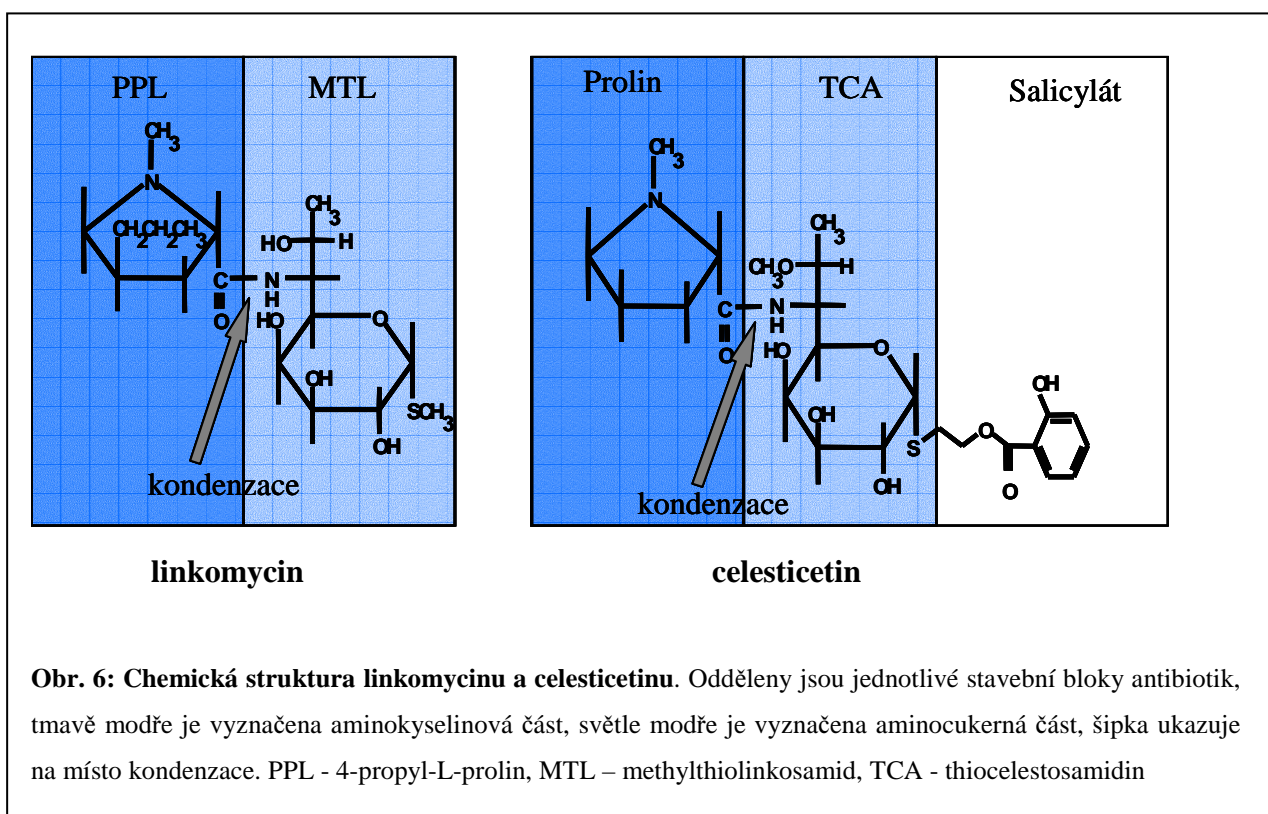 PPL MTL
CH3
N
CH2CH2CH3
CH3
HO H
C N
H
O HO O
OH
SCH3
OH
kondenzace
linkomycin
Prolin TCA Salicylát
CH3
N
CH3
CH3O H
C N
H
O HO O
OH
OH
S O
OH O
kondenzace
celesticetin
Obr. 6: Chemická struktura linkomycinu a celesticetinu. Odděleny jsou jednotlivé stavební bloky antibiotik,
tmavě modře je vyznačena aminokyselinová část, světle modře je vyznačena aminocukerná část, šipka ukazuje
na místo kondenzace. PPL - 4-propyl-L-prolin, MTL – methylthiolinkosamid, TCA - thiocelestosamidin